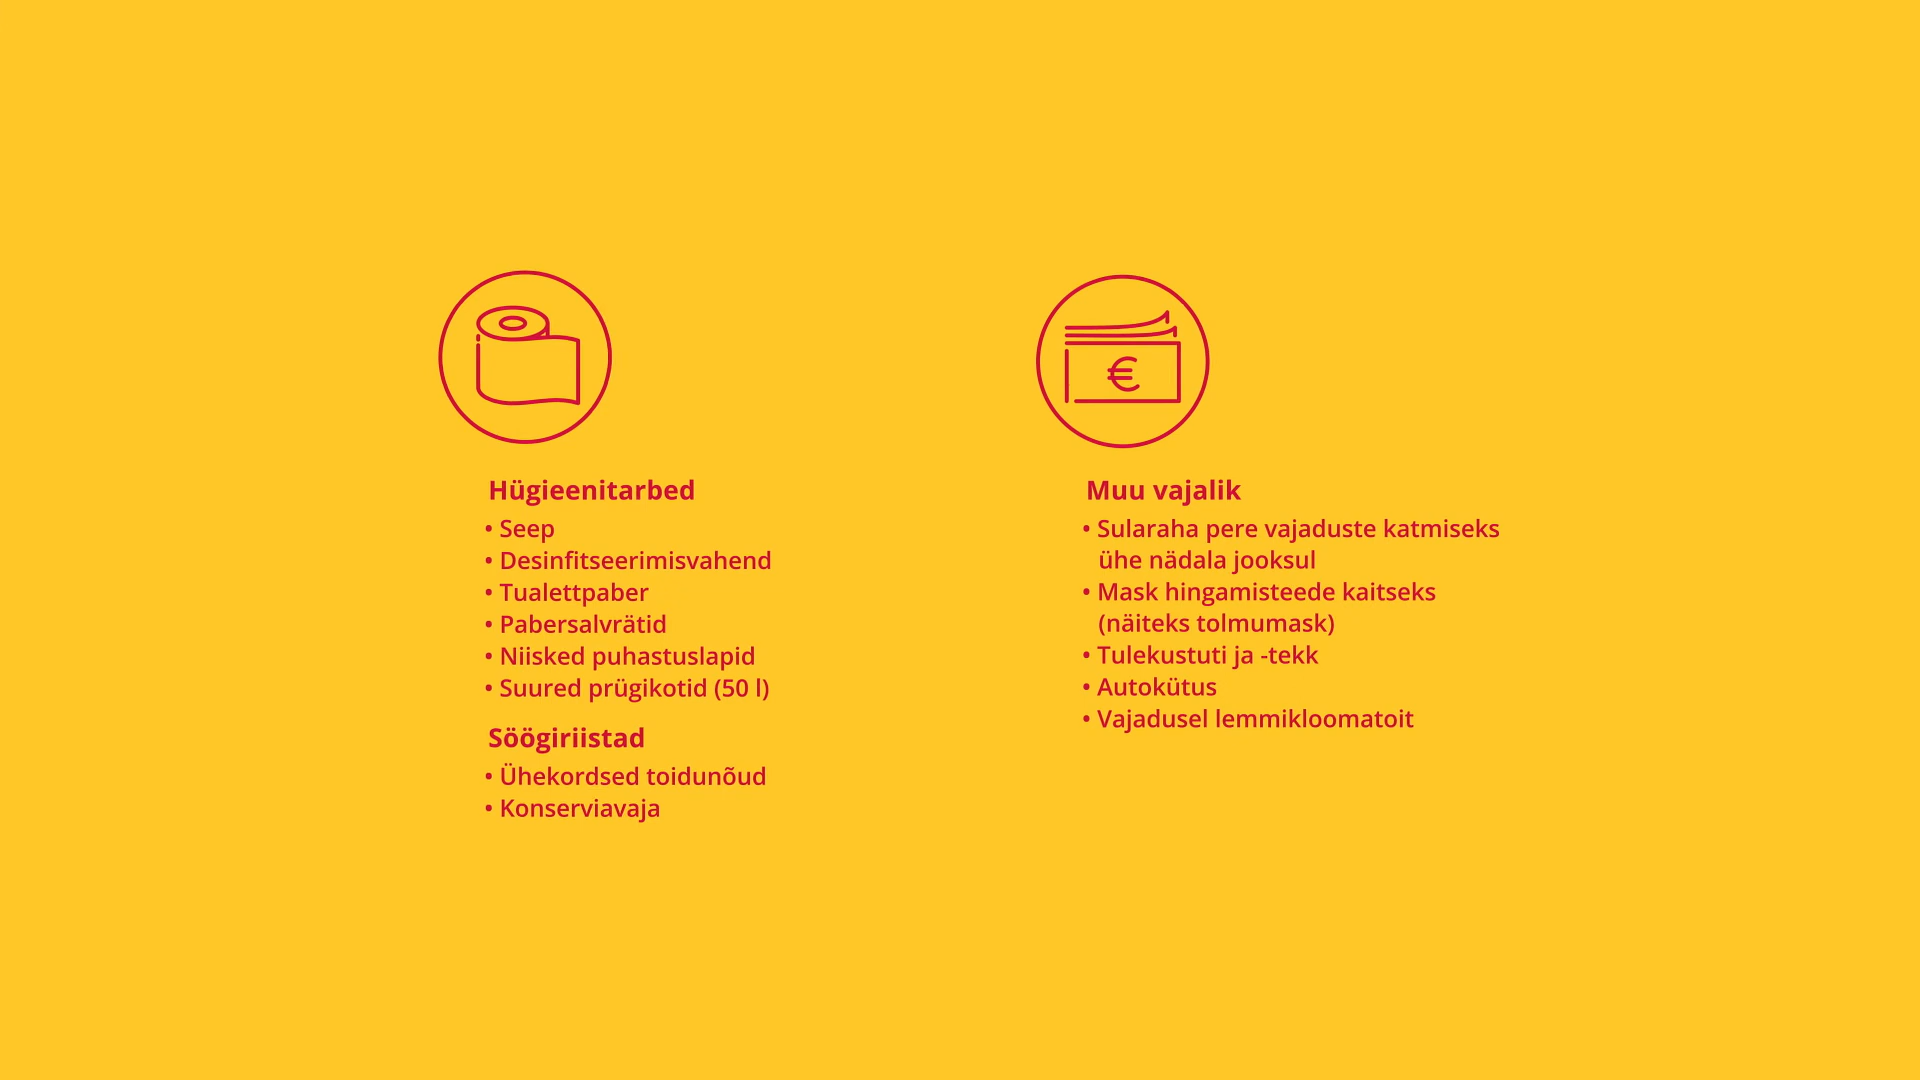 €
Hügieenitarbed
• Seep
• Desinfitseerimisvahend
• Tualettpaber
• Pabersalvrätid
• Niisked puhastuslapid
• Suured prügikotid (50 l)
Söögiriistad
• Ühekordsed toidunõud
• Konserviavaja
Muu vajalik
• Sularaha pere vajaduste katmiseks
ühe nädala jooksul
• Mask hingamisteede kaitseks
(näiteks tolmumask)
• Tulekustuti ja -tekk
• Autokütus
• Vajadusel lemmikloomatoit